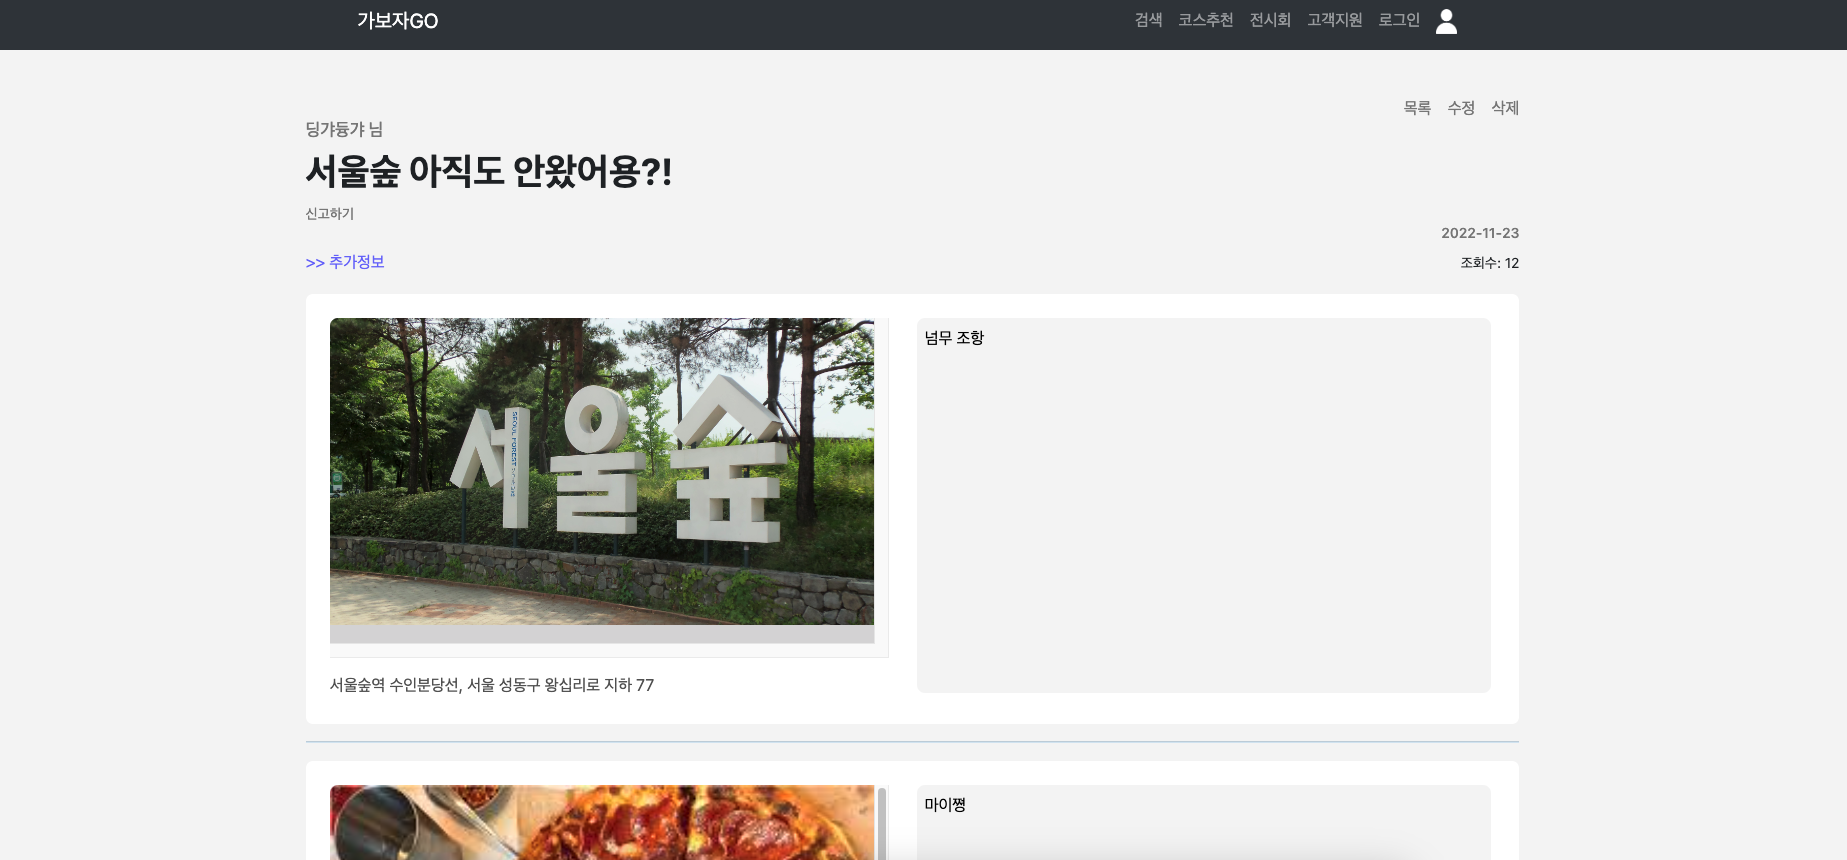 가보자GO
검색 코스추천 전시회 고객지원 로그인
목록 수정 삭제
딩갸듕갸 님
서울숲 아직도 안왔어용?!
신고하기
2022-11-23
>> 추가정보
조회수: 12
서울숲
SEOUL FOREST
넘무 조항
서울숲역 수인분당선, 서울 성동구 왕십리로 지하 77
마이쪙